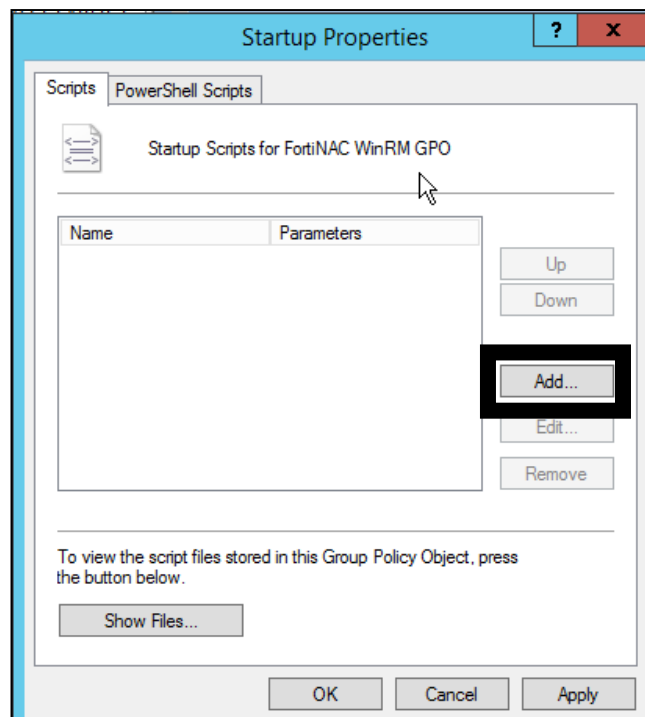 Startup Properties
?
x
Scripts
PowerShell Scripts
Startup Scripts for FortiNAC WinRM GPO
Name
Parameters
Up
Down
Add...
Edit...
Remove
To view the script files stored in this Group Policy Object, press
the button below.
Show Files...
OK
Cancel
Apply